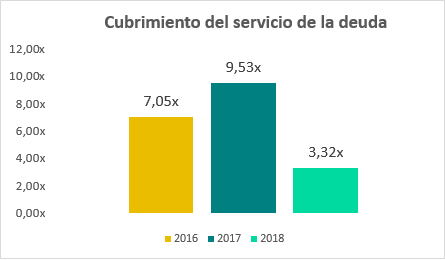 Cubrimiento del servicio de la deuda
12,00x
10,00x
8,00x
6,00x
4,00x
2,00x
0,00x
7,05x
9,53x
3,32x
2016 2017 2018